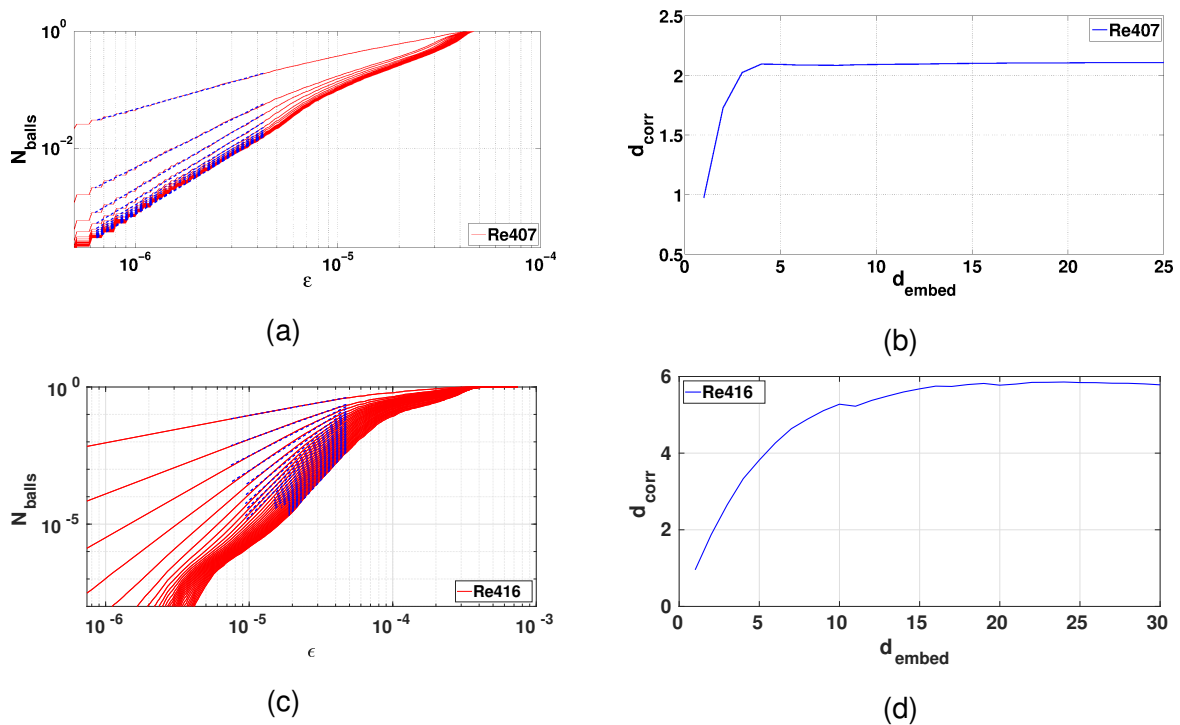 10^0
10^-2
N_balls
10^-6
10^-5
10^-4
ε
Re407
(a)
2.5
2
1.5
1
0.5
d_corr
0
5
10
15
20
25
d_embed
Re407
(b)
10^0
10^-5
N_balls
10^-6
10^-5
10^-4
10^-3
ϵ
Re416
(c)
6
4
2
0
d_corr
0
5
10
15
20
25
30
d_embed
Re416
(d)